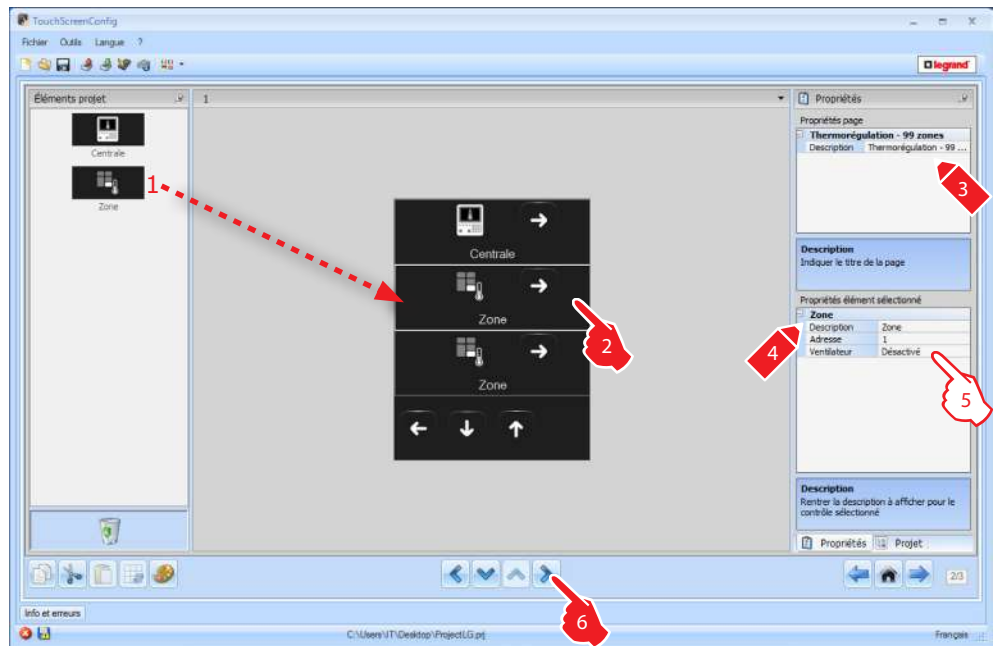 TouchScreenConfig
Fichier Outils Langue ?
legrand
Éléments projet
1
Propriétés
Centrale
Zone
1
Propriétés page
Thermorégulation - 99 zones
Description Thermorégulation - 99 ...
3
Description
Indiquer le titre de la page
Centrale
Zone
2
Zone
Propriétés élément sélectionné
Zone
Description Zone
Adresse 1
Ventilateur Désactivé
4
5
Description
Rentrer la description à afficher pour le
contrôle sélectionné
Propriétés Projet
2/3
6
Info et erreurs
C:\Users\IT\Desktop\ProjectLG.prj
Français